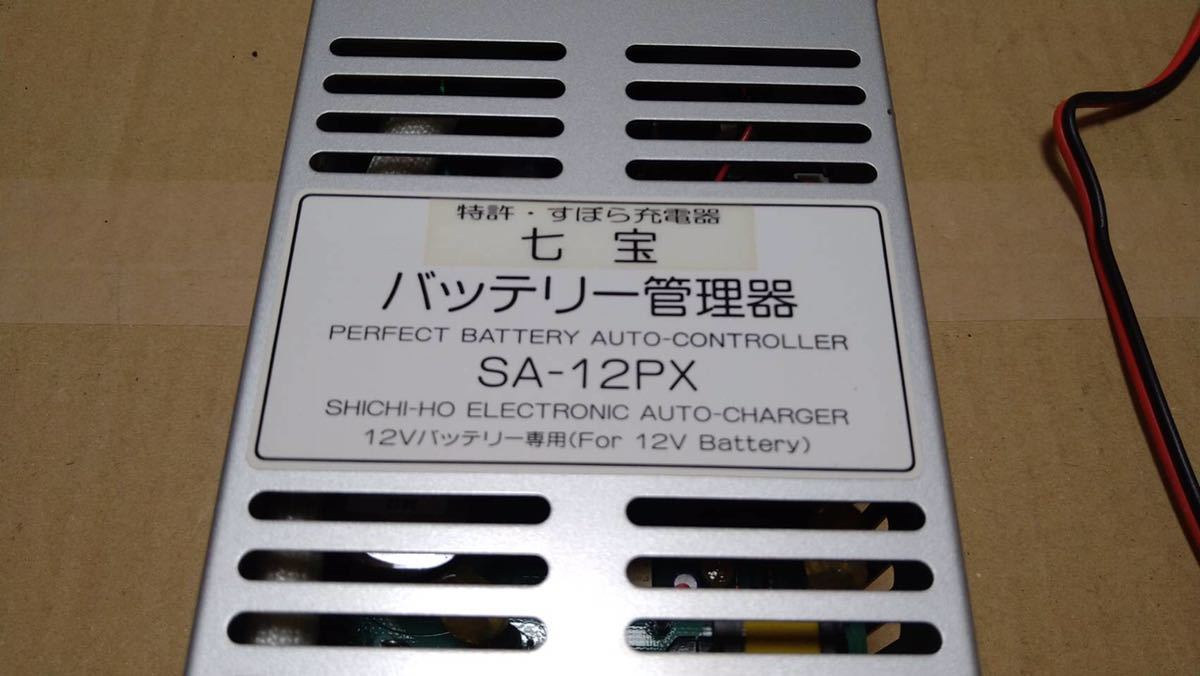 特許・ずぼら充電器
七 宝
バッテリー管理器
PERFECT BATTERY AUTO-CONTROLLER
SA-12PX
SHICHI-HO ELECTRONIC AUTO-CHARGER
12Vバッテリー専用(For 12V Battery)